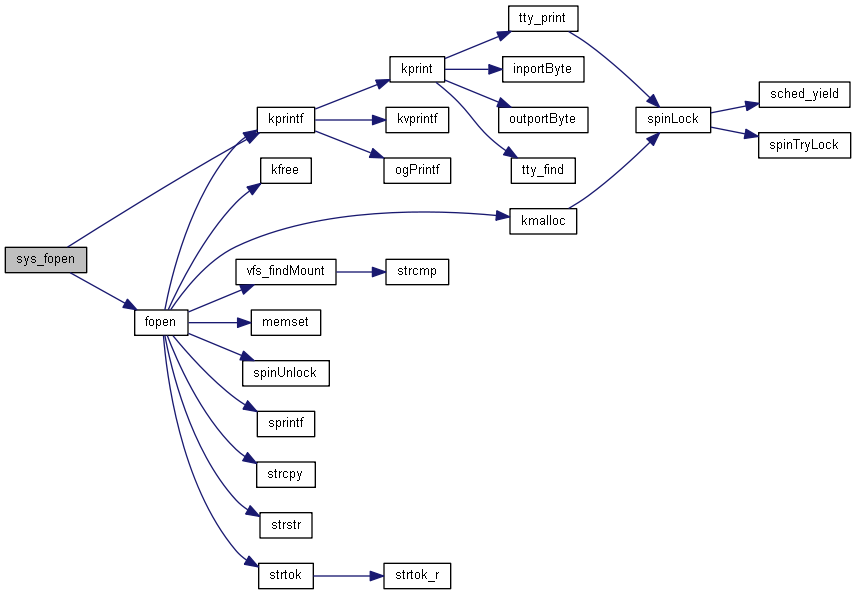 tty_print
kprint
inportByte
sched_yield
kprintf
kvprintf
outportByte
spinLock
spinTryLock
kfree
ogPrintf
tty_find
kmalloc
sys_fopen
vfs_findMount
strcmp
fopen
memset
spinUnlock
sprintf
strcpy
strstr
strtok
strtok_r